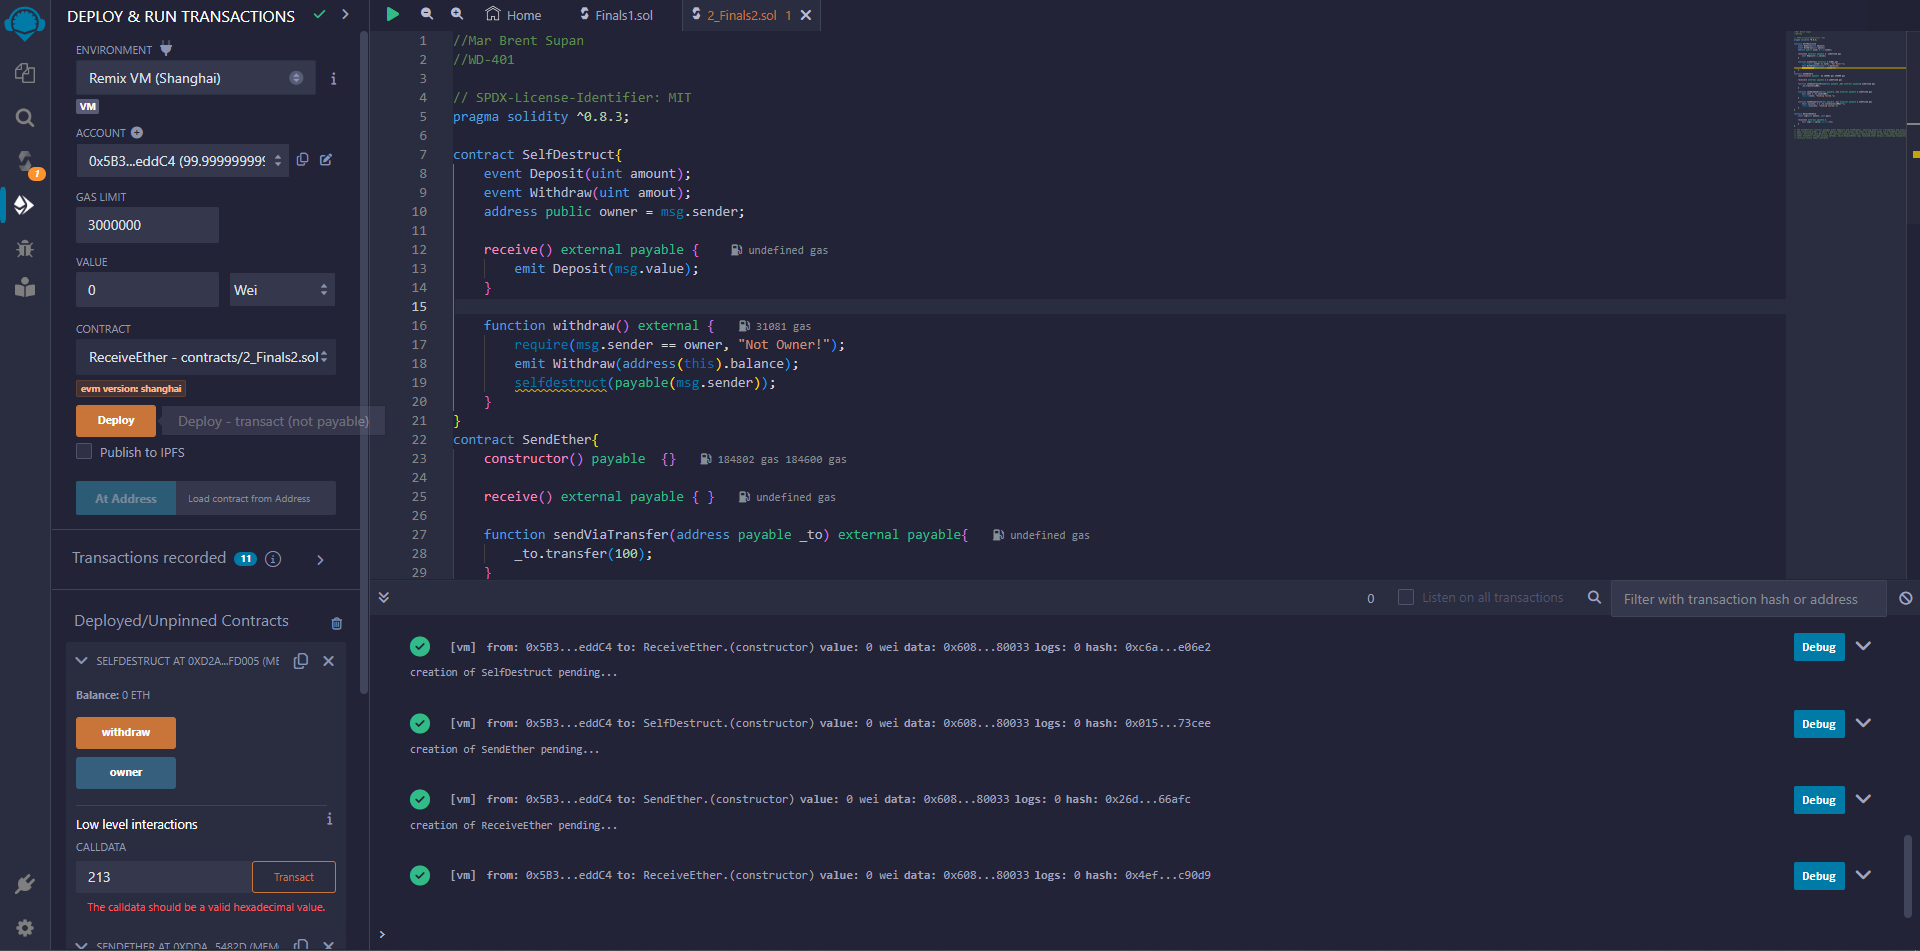 DEPLOY & RUN TRANSACTIONS
ENVIRONMENT
Remix VM (Shanghai)
VM
ACCOUNT
0x5B3...eddC4 (99.9999999999
GAS LIMIT
3000000
VALUE
0
Wei
CONTRACT
ReceiveEther - contracts/2_Finals2.sol
evm version: shanghai
Deploy
Deploy - transact (not payable)
Publish to IPFS
At Address
Load contract from Address
Transactions recorded 11
Deployed/Unpinned Contracts
SELFDESTRUCT AT 0XD2A...FD005 (ME
Balance: 0 ETH
withdraw
owner
Low level interactions
CALLDATA
213
Transact
The calldata should be a valid hexadecimal value.
SENDETHER AT 0XDDA...5482D (MEM
1
Home
Finals1.sol
2_Finals2.sol 1
1 //Mar Brent Supan
2 //WD-401
3
4 // SPDX-License-Identifier: MIT
5 pragma solidity ^0.8.3;
6
7 contract SelfDestruct{
8 event Deposit(uint amount);
9 event Withdraw(uint amout);
10 address public owner = msg.sender;
11
12 receive() external payable { undefined gas
13 emit Deposit(msg.value);
14 }
15
16 function withdraw() external { 31081 gas
17 require(msg.sender == owner, "Not Owner!");
18 emit Withdraw(address(this).balance);
19 selfdestruct(payable(msg.sender));
20 }
21 }
22 contract SendEther{
23 constructor() payable {} 184802 gas 184600 gas
24
25 receive() external payable { } undefined gas
26
27 function sendViaTransfer(address payable _to) external payable{ undefined gas
28 _to.transfer(100);
29 }
0
Listen on all transactions
Filter with transaction hash or address
[vm] from: 0x5B3...eddC4 to: ReceiveEther.(constructor) value: 0 wei data: 0x608...80033 logs: 0 hash: 0xc6a...e06e2
Debug
creation of SelfDestruct pending...
[vm] from: 0x5B3...eddC4 to: SelfDestruct.(constructor) value: 0 wei data: 0x608...80033 logs: 0 hash: 0x015...73cee
Debug
creation of SendEther pending...
[vm] from: 0x5B3...eddC4 to: SendEther.(constructor) value: 0 wei data: 0x608...80033 logs: 0 hash: 0x26d...66afc
Debug
creation of ReceiveEther pending...
[vm] from: 0x5B3...eddC4 to: ReceiveEther.(constructor) value: 0 wei data: 0x608...80033 logs: 0 hash: 0x4ef...c90d9
Debug
>